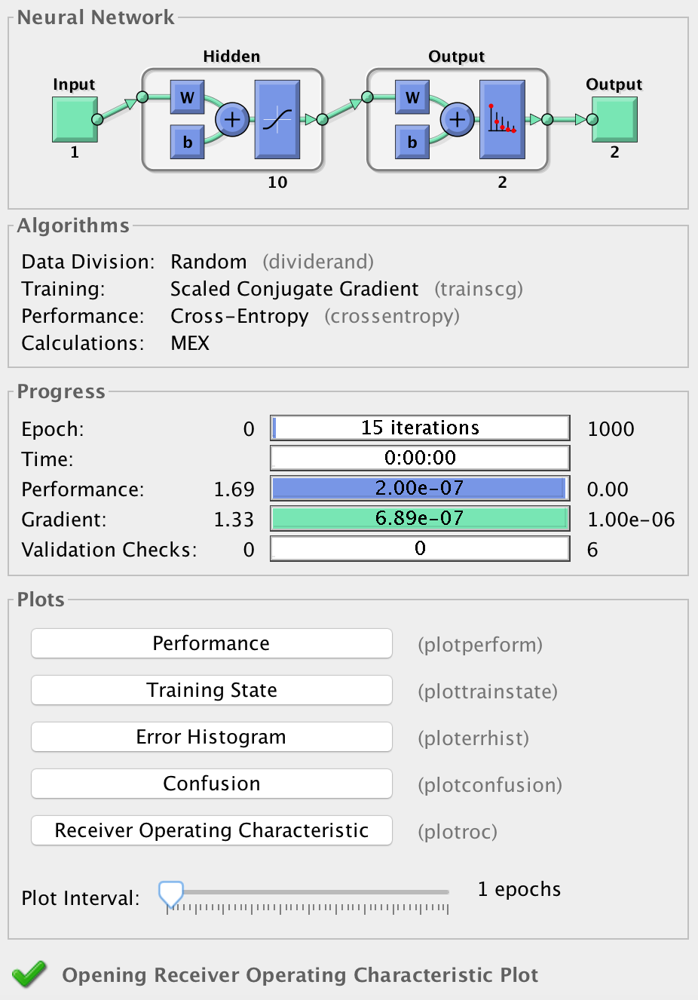 Neural Network
Hidden
Output
Input
Output
W
b
+
W
b
+
1
10
2
2
Algorithms
Data Division: Random (dividerand)
Training: Scaled Conjugate Gradient (trainscg)
Performance: Cross-Entropy (crossentropy)
Calculations: MEX
Progress
Epoch: 0 15 iterations 1000
Time: 0:00:00
Performance: 1.69 2.00e-07 0.00
Gradient: 1.33 6.89e-07 1.00e-06
Validation Checks: 0 0 6
Plots
Performance (plotperform)
Training State (plottrainstate)
Error Histogram (ploterrhist)
Confusion (plotconfusion)
Receiver Operating Characteristic (plotroc)
Plot Interval: 1 epochs
Opening Receiver Operating Characteristic Plot